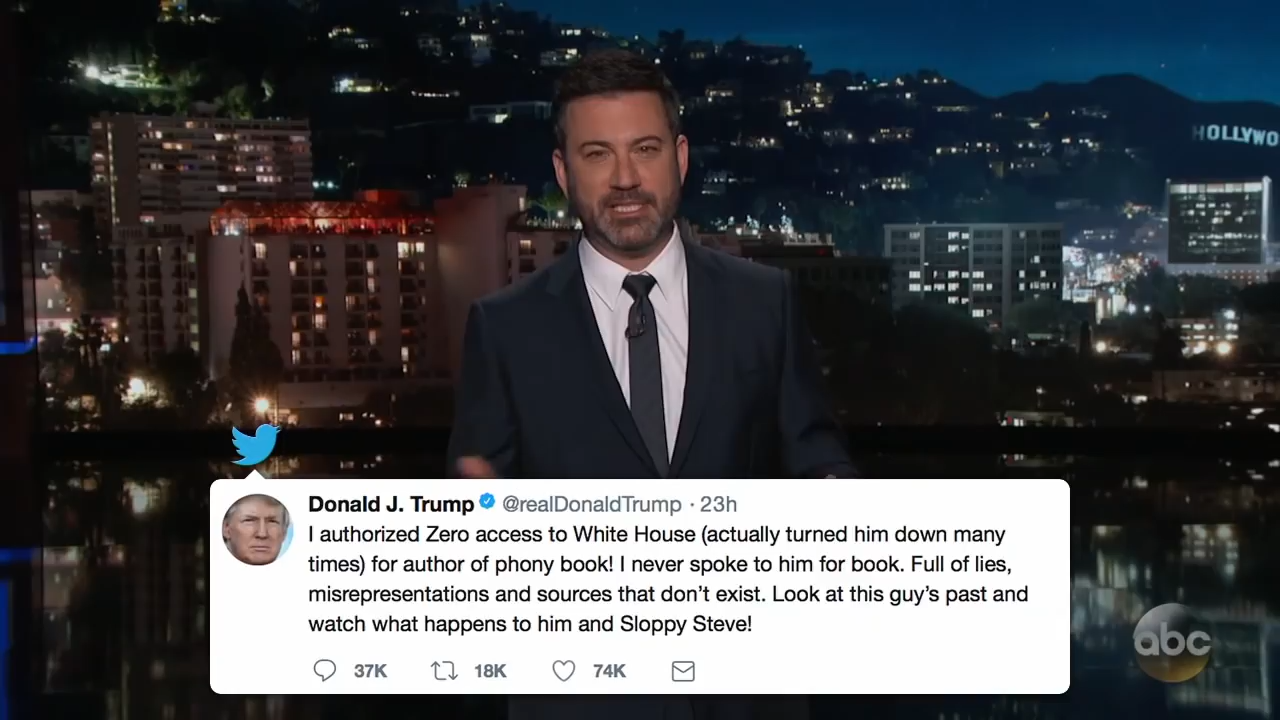 HOLLYWO
Donald J. Trump @realDonaldTrump · 23h
I authorized Zero access to White House (actually turned him down many
times) for author of phony book! I never spoke to him for book. Full of lies,
misrepresentations and sources that don’t exist. Look at this guy’s past and
watch what happens to him and Sloppy Steve!
37K 18K 74K
abc